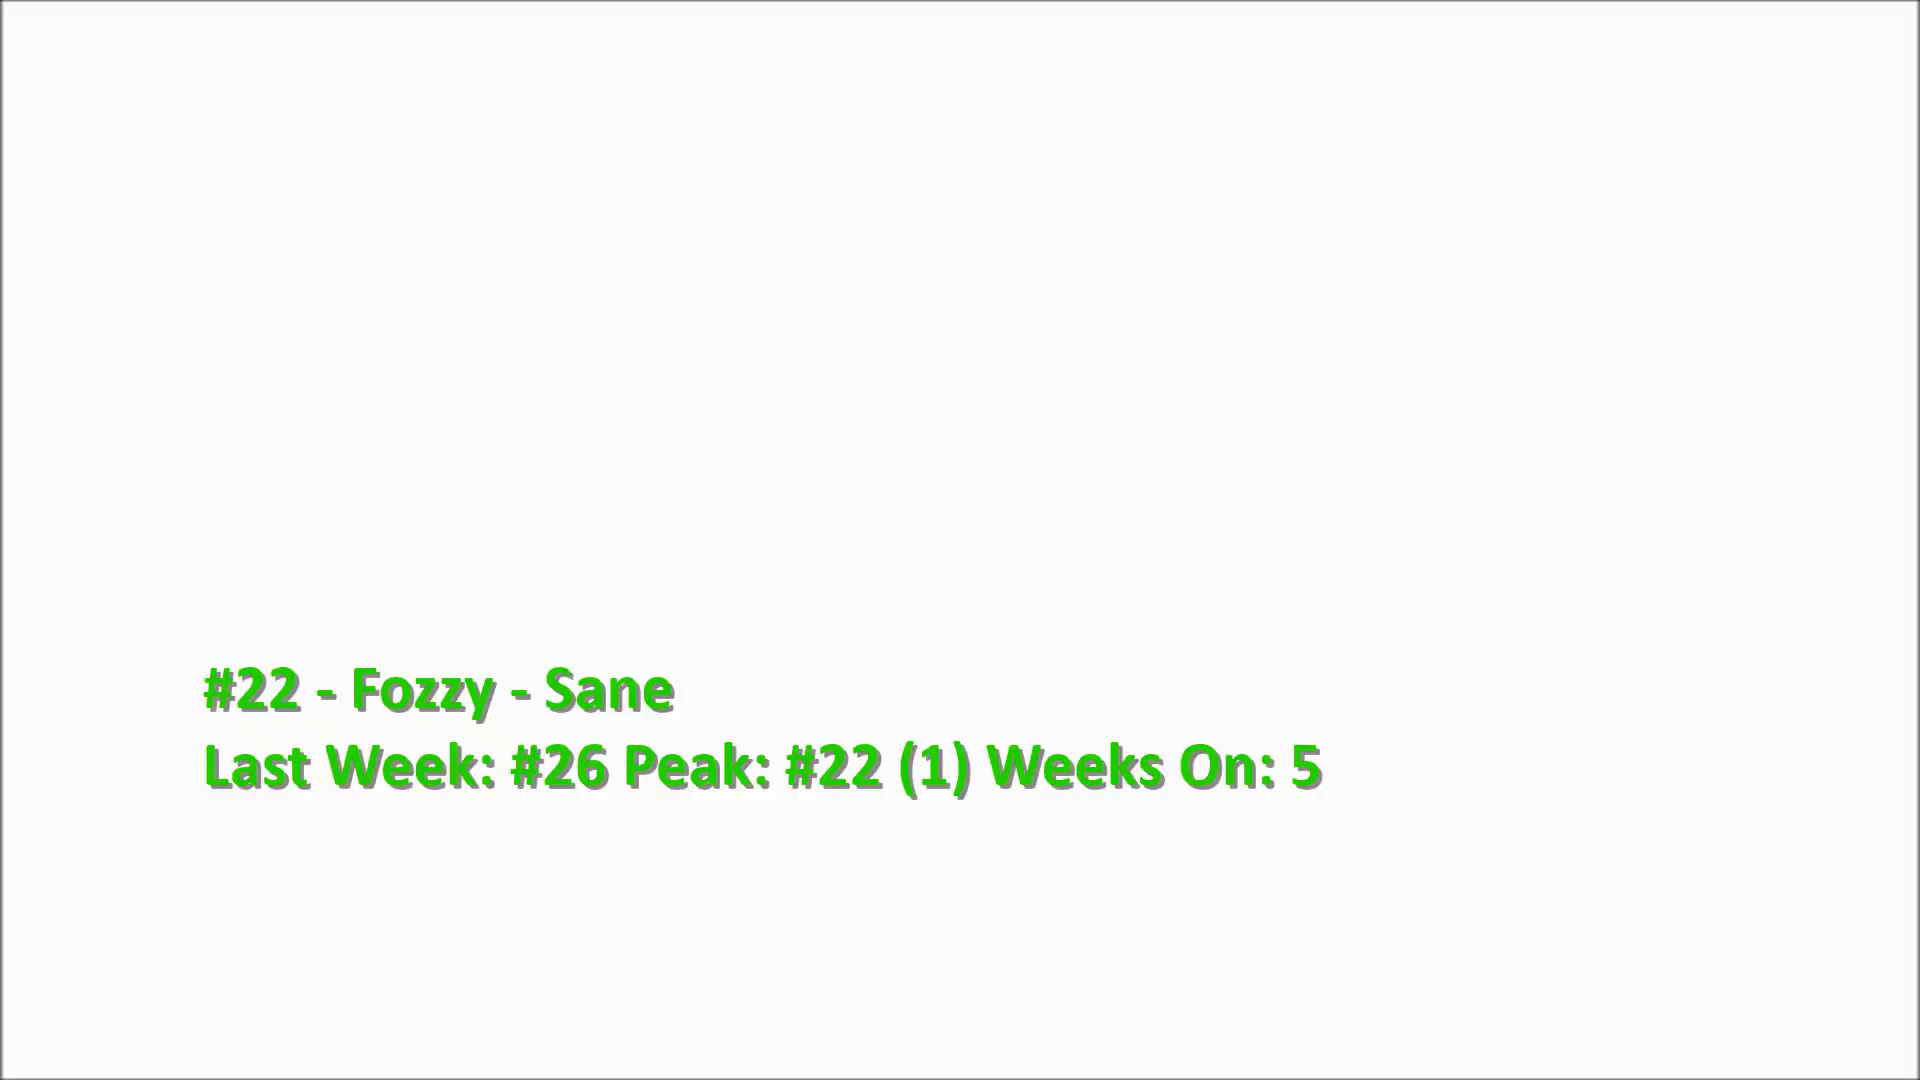 #22 - Fozzy - Sane
Last Week: #26 Peak: #22 (1) Weeks On: 5